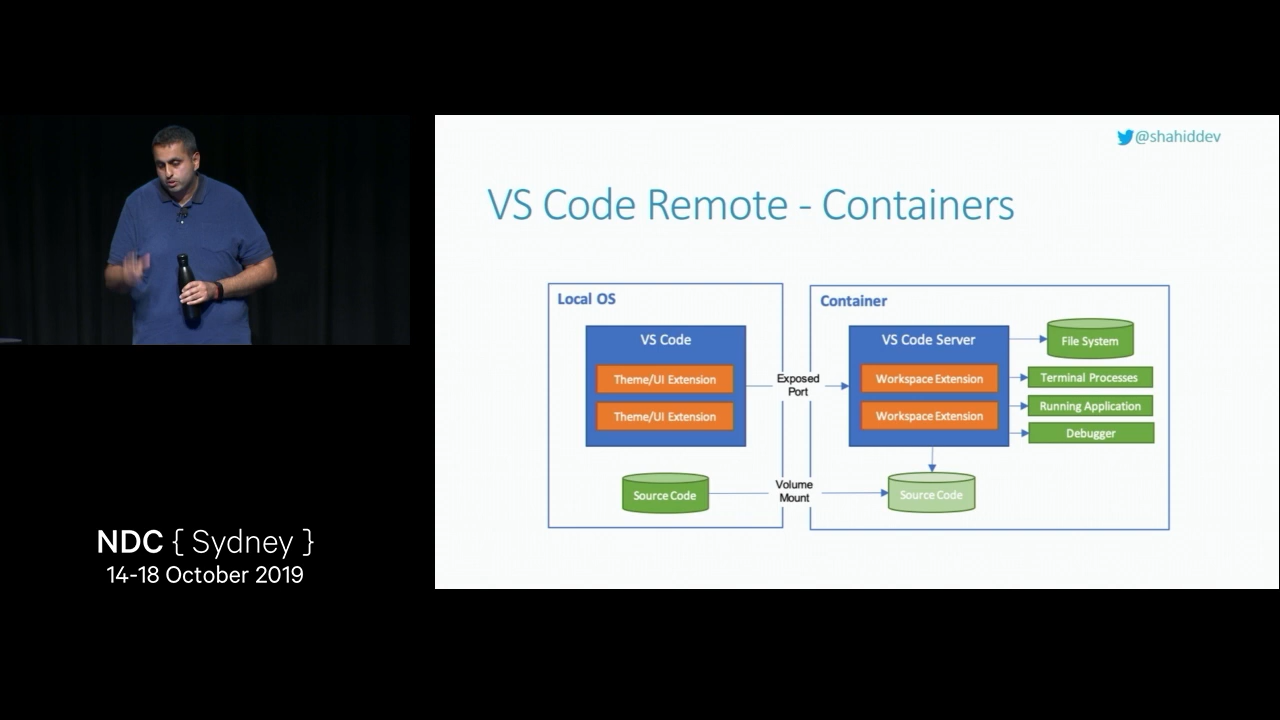 @shahiddev
VS Code Remote - Containers
Local OS
VS Code
Theme/UI Extension
Theme/UI Extension
Source Code
Exposed
Port
Volume
Mount
Container
VS Code Server
Workspace Extension
Workspace Extension
Source Code
File System
Terminal Processes
Running Application
Debugger
NDC { Sydney }
14-18 October 2019